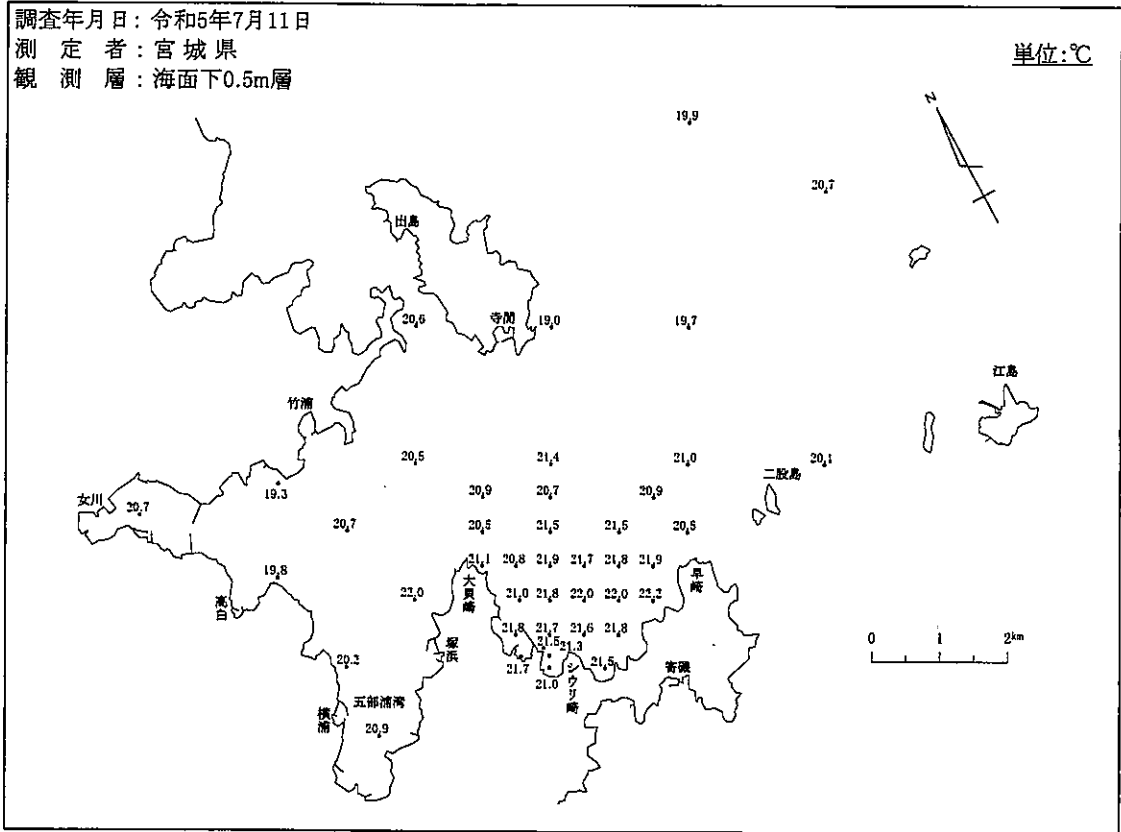 調査年月日：令和5年7月11日
測定者：宮城県
観測層：海面下0.5m層
単位:℃
N
19.9
20.7
出島
20.6
寺間
19.0
19.7
江島
竹浦
20.5
21.4
21.0
20.1
二股島
19.3
20.9
20.7
20.9
女川
20.7
20.7
20.5
21.5
21.5
20.5
21.1
20.8
21.9
21.7
21.8
21.9
早崎
大貝崎
19.8
高白
22.0
21.0
21.8
22.0
22.0
22.2
21.8
21.7
21.6
21.8
塚浜
21.5
21.3
21.7
21.0
シウリ崎
21.5
寄磯
0 1 2km
20.2
五部浦湾
横浦
20.9